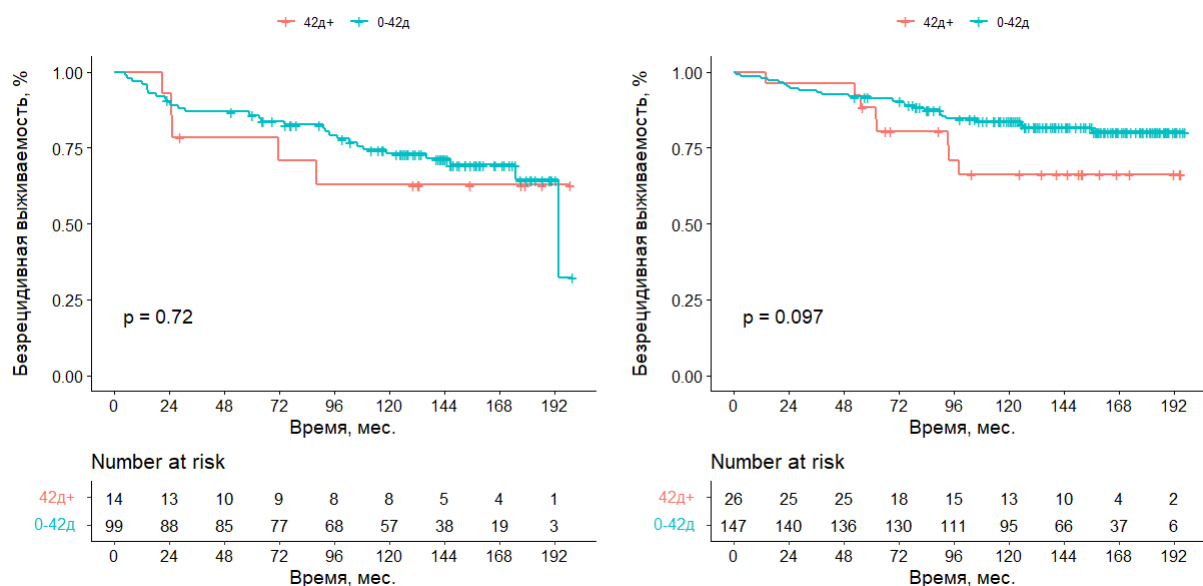 42д+ 0-42д
Безрецидивная выживаемость, %
1.00
0.75
0.50
0.25
0.00
p = 0.72
0 24 48 72 96 120 144 168 192
Время, мес.
Number at risk
42д+ 14 13 10 9 8 8 5 4 1
0-42д 99 88 85 77 68 57 38 19 3
0 24 48 72 96 120 144 168 192
Время, мес.
42д+ 0-42д
Безрецидивная выживаемость, %
1.00
0.75
0.50
0.25
0.00
p = 0.097
0 24 48 72 96 120 144 168 192
Время, мес.
Number at risk
42д+ 26 25 25 18 15 13 10 4 2
0-42д 147 140 136 130 111 95 66 37 6
0 24 48 72 96 120 144 168 192
Время, мес.